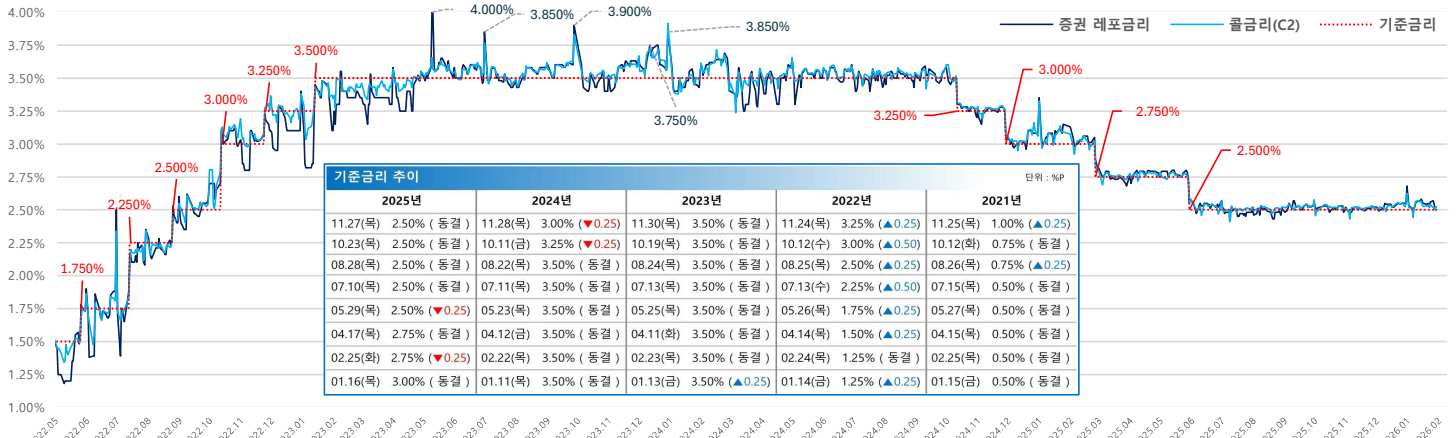 4.00%
3.75%
3.50%
3.25%
3.00%
2.75%
2.50%
2.25%
2.00%
1.75%
1.50%
1.25%
1.00%
증권 레포금리 콜금리(C2) 기준금리
1.750%
2.250%
2.500%
3.000%
3.250%
3.500%
4.000%
3.850%
3.900%
3.750%
3.850%
3.250%
3.000%
2.750%
2.500%
기준금리 추이 단위 : %P
2025년 2024년 2023년 2022년 2021년
11.27(목) 2.50% ( 동결 ) 11.28(목) 3.00% (▼0.25) 11.30(목) 3.50% ( 동결 ) 11.24(목) 3.25% (▲0.25) 11.25(목) 1.00% (▲0.25)
10.23(목) 2.50% ( 동결 ) 10.11(금) 3.25% (▼0.25) 10.19(목) 3.50% ( 동결 ) 10.12(수) 3.00% (▲0.50) 10.12(화) 0.75% ( 동결 )
08.28(목) 2.50% ( 동결 ) 08.22(목) 3.50% ( 동결 ) 08.24(목) 3.50% ( 동결 ) 08.25(목) 2.50% (▲0.25) 08.26(목) 0.75% (▲0.25)
07.10(목) 2.50% ( 동결 ) 07.11(목) 3.50% ( 동결 ) 07.13(목) 3.50% ( 동결 ) 07.13(수) 2.25% (▲0.50) 07.15(목) 0.50% ( 동결 )
05.29(목) 2.50% (▼0.25) 05.23(목) 3.50% ( 동결 ) 05.25(목) 3.50% ( 동결 ) 05.26(목) 1.75% (▲0.25) 05.27(목) 0.50% ( 동결 )
04.17(목) 2.75% ( 동결 ) 04.12(금) 3.50% ( 동결 ) 04.11(화) 3.50% ( 동결 ) 04.14(목) 1.50% (▲0.25) 04.15(목) 0.50% ( 동결 )
02.25(화) 2.75% (▼0.25) 02.22(목) 3.50% ( 동결 ) 02.23(목) 3.50% ( 동결 ) 02.24(목) 1.25% ( 동결 ) 02.25(목) 0.50% ( 동결 )
01.16(목) 3.00% ( 동결 ) 01.11(목) 3.50% ( 동결 ) 01.13(금) 3.50% (▲0.25) 01.14(금) 1.25% (▲0.25) 01.15(금) 0.50% ( 동결 )